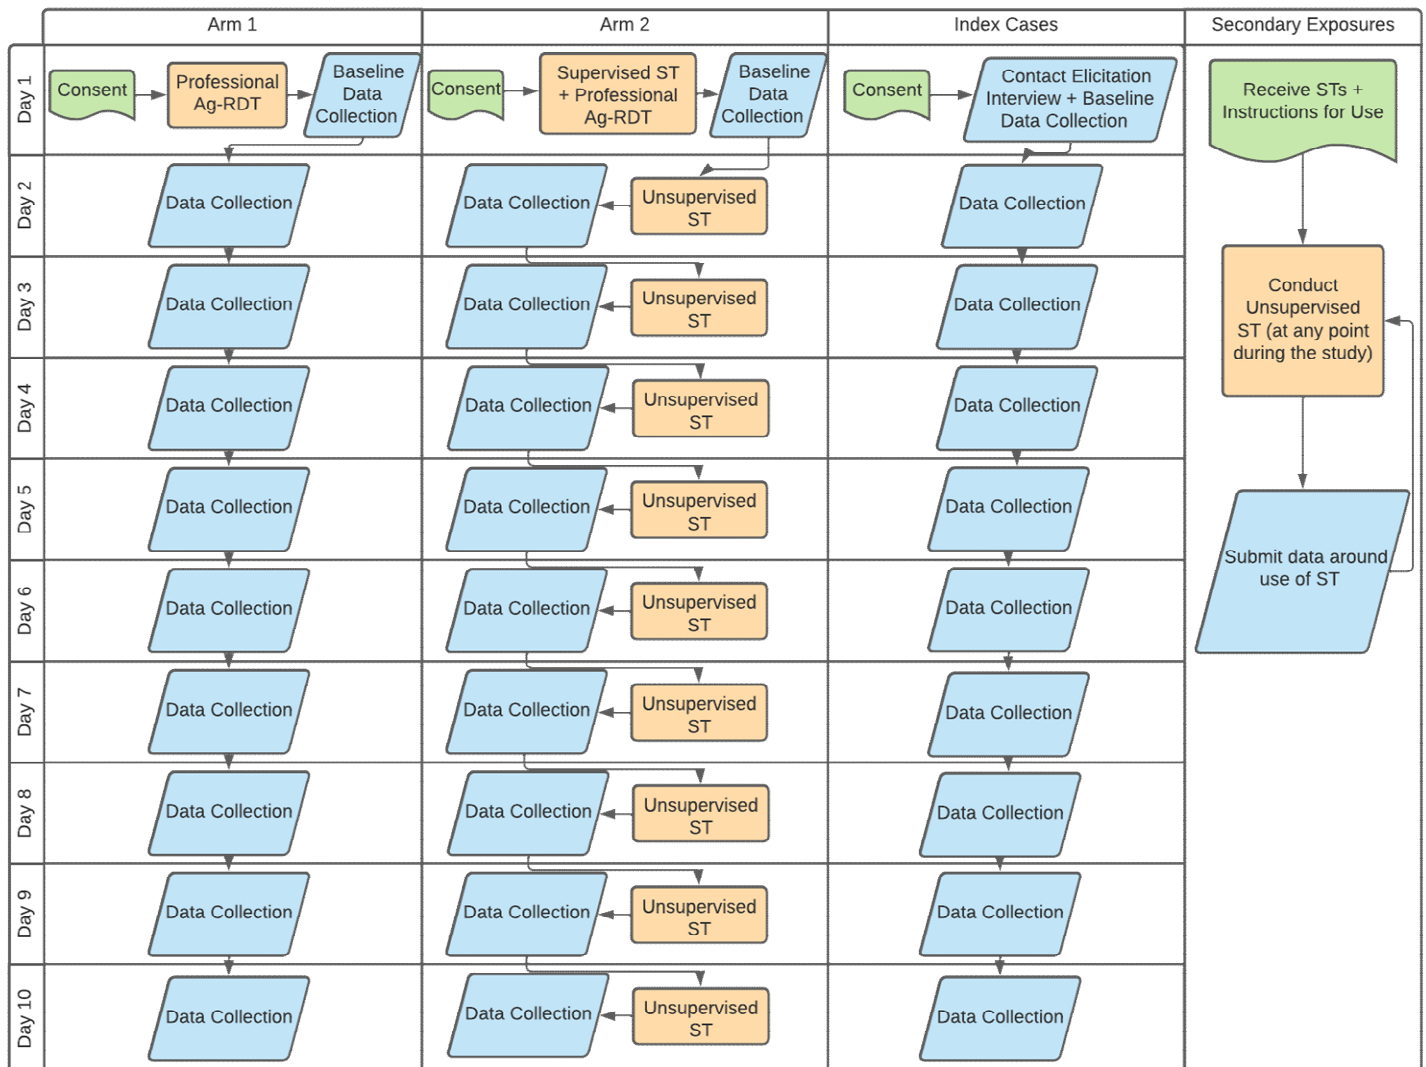 Arm 1
Arm 2
Index Cases
Secondary Exposures
Day 1
Consent
Professional
Ag-RDT
Baseline
Data
Collection
Consent
Supervised ST
+ Professional
Ag-RDT
Baseline
Data
Collection
Consent
Contact Elicitation
Interview + Baseline
Data Collection
Receive STs +
Instructions for Use
Day 2
Data Collection
Data Collection
Unsupervised
ST
Data Collection
Day 3
Data Collection
Data Collection
Unsupervised
ST
Data Collection
Conduct
Unsupervised
ST (at any point
during the study)
Day 4
Data Collection
Data Collection
Unsupervised
ST
Data Collection
Day 5
Data Collection
Data Collection
Unsupervised
ST
Data Collection
Submit data around
use of ST
Day 6
Data Collection
Data Collection
Unsupervised
ST
Data Collection
Day 7
Data Collection
Data Collection
Unsupervised
ST
Data Collection
Day 8
Data Collection
Data Collection
Unsupervised
ST
Data Collection
Day 9
Data Collection
Data Collection
Unsupervised
ST
Data Collection
Day 10
Data Collection
Data Collection
Unsupervised
ST
Data Collection